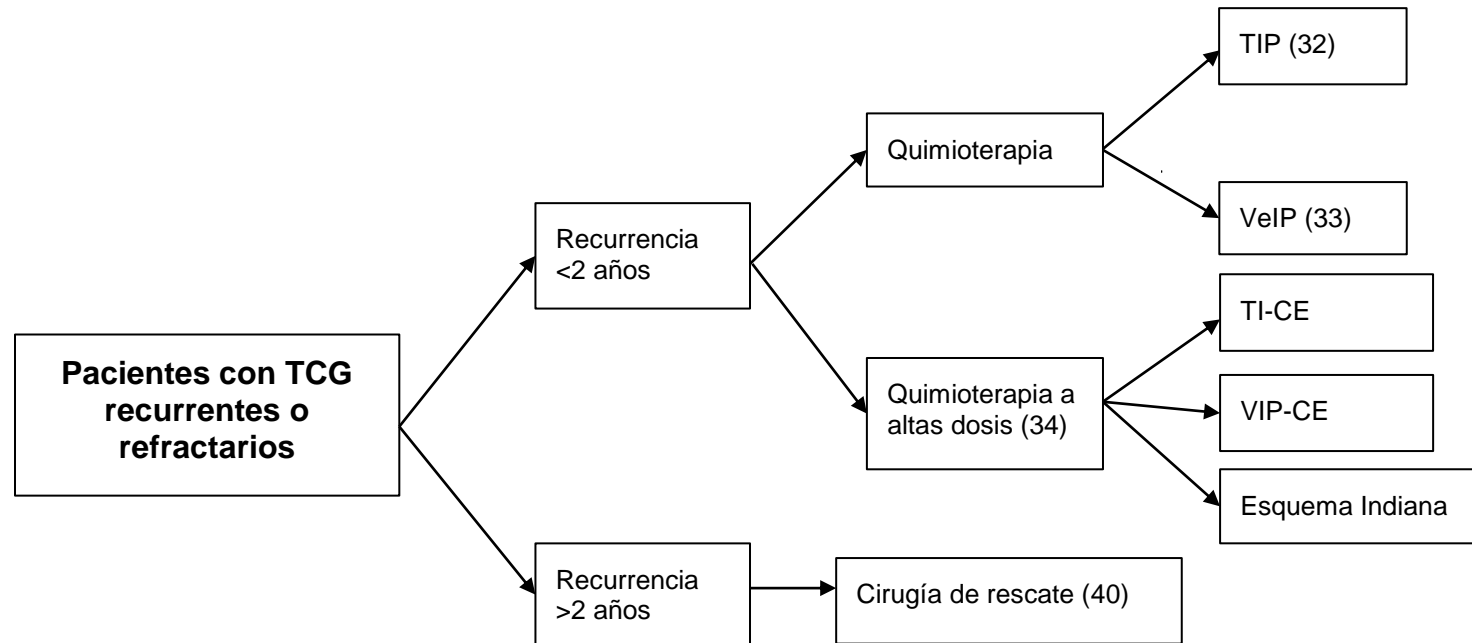 Pacientes con TCG
recurrentes o
refractarios
Recurrencia
<2 años
Quimioterapia
TIP (32)
VeIP (33)
Quimioterapia a
altas dosis (34)
TI-CE
VIP-CE
Esquema Indiana
Recurrencia
>2 años
Cirugía de rescate (40)